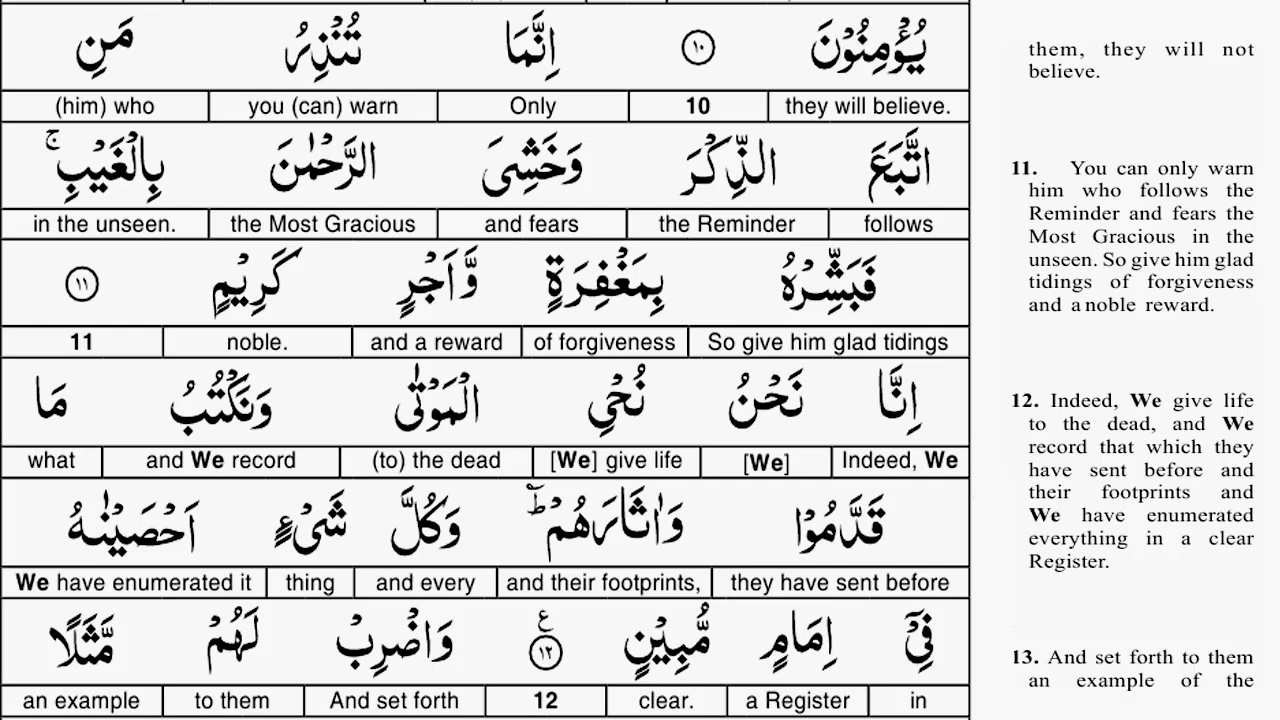 يُؤْمِنُوْنَ ١٠ اِنَّمَا تُنْذِرُ مَنِ
they will believe. 10 Only you (can) warn (him) who
اتَّبَعَ الذِّكْرَ وَخَشِىَ الرَّحْمٰنَ بِالْغَيْبِ ۚ
follows the Reminder and fears the Most Gracious in the unseen.
فَبَشِّرْهُ بِمَغْفِرَةٍ وَّاَجْرٍ كَرِيْمٍ ١١
So give him glad tidings of forgiveness and a reward noble. 11
اِنَّا نَحْنُ نُحْىِ الْمَوْتٰى وَنَكْتُبُ مَا
Indeed, We [We] [We] give life (to) the dead and We record what
قَدَّمُوْا وَاٰثَارَهُمْ ؕ وَكُلَّ شَىْءٍ اَحْصَيْنٰهُ
they have sent before and their footprints, and every thing We have enumerated it
فِىْۤ اِمَامٍ مُّبِيْنٍ ١٢ ع وَاضْرِبْ لَهُمْ مَّثَلًا
in a Register clear. 12 And set forth to them an example
them, they will not
believe.
11. You can only warn
him who follows the
Reminder and fears the
Most Gracious in the
unseen. So give him glad
tidings of forgiveness
and a noble reward.
12. Indeed, We give life
to the dead, and We
record that which they
have sent before and
their footprints and
We have enumerated
everything in a clear
Register.
13. And set forth to them
an example of the